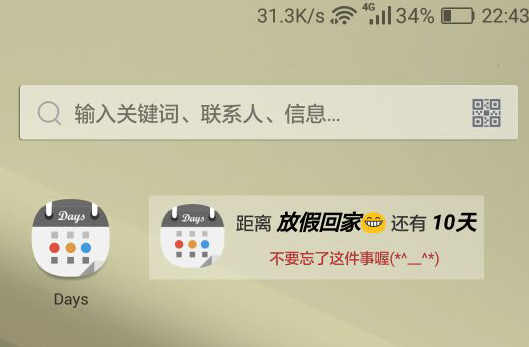 31.3K/s 4G 34% 22:43
输入关键词、联系人、信息...
Days
距离 放假回家😁 还有 10天
不要忘了这件事喔(*^__^*)
Days